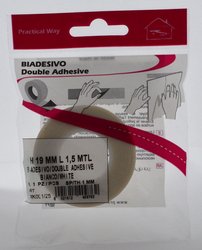 Practical Way
BIADESIVO
Double Adhesive
H 19 MM L 1,5 MTL
BIADESIVO/DOUBLE ADHESIVE
BIANCO/WHITE